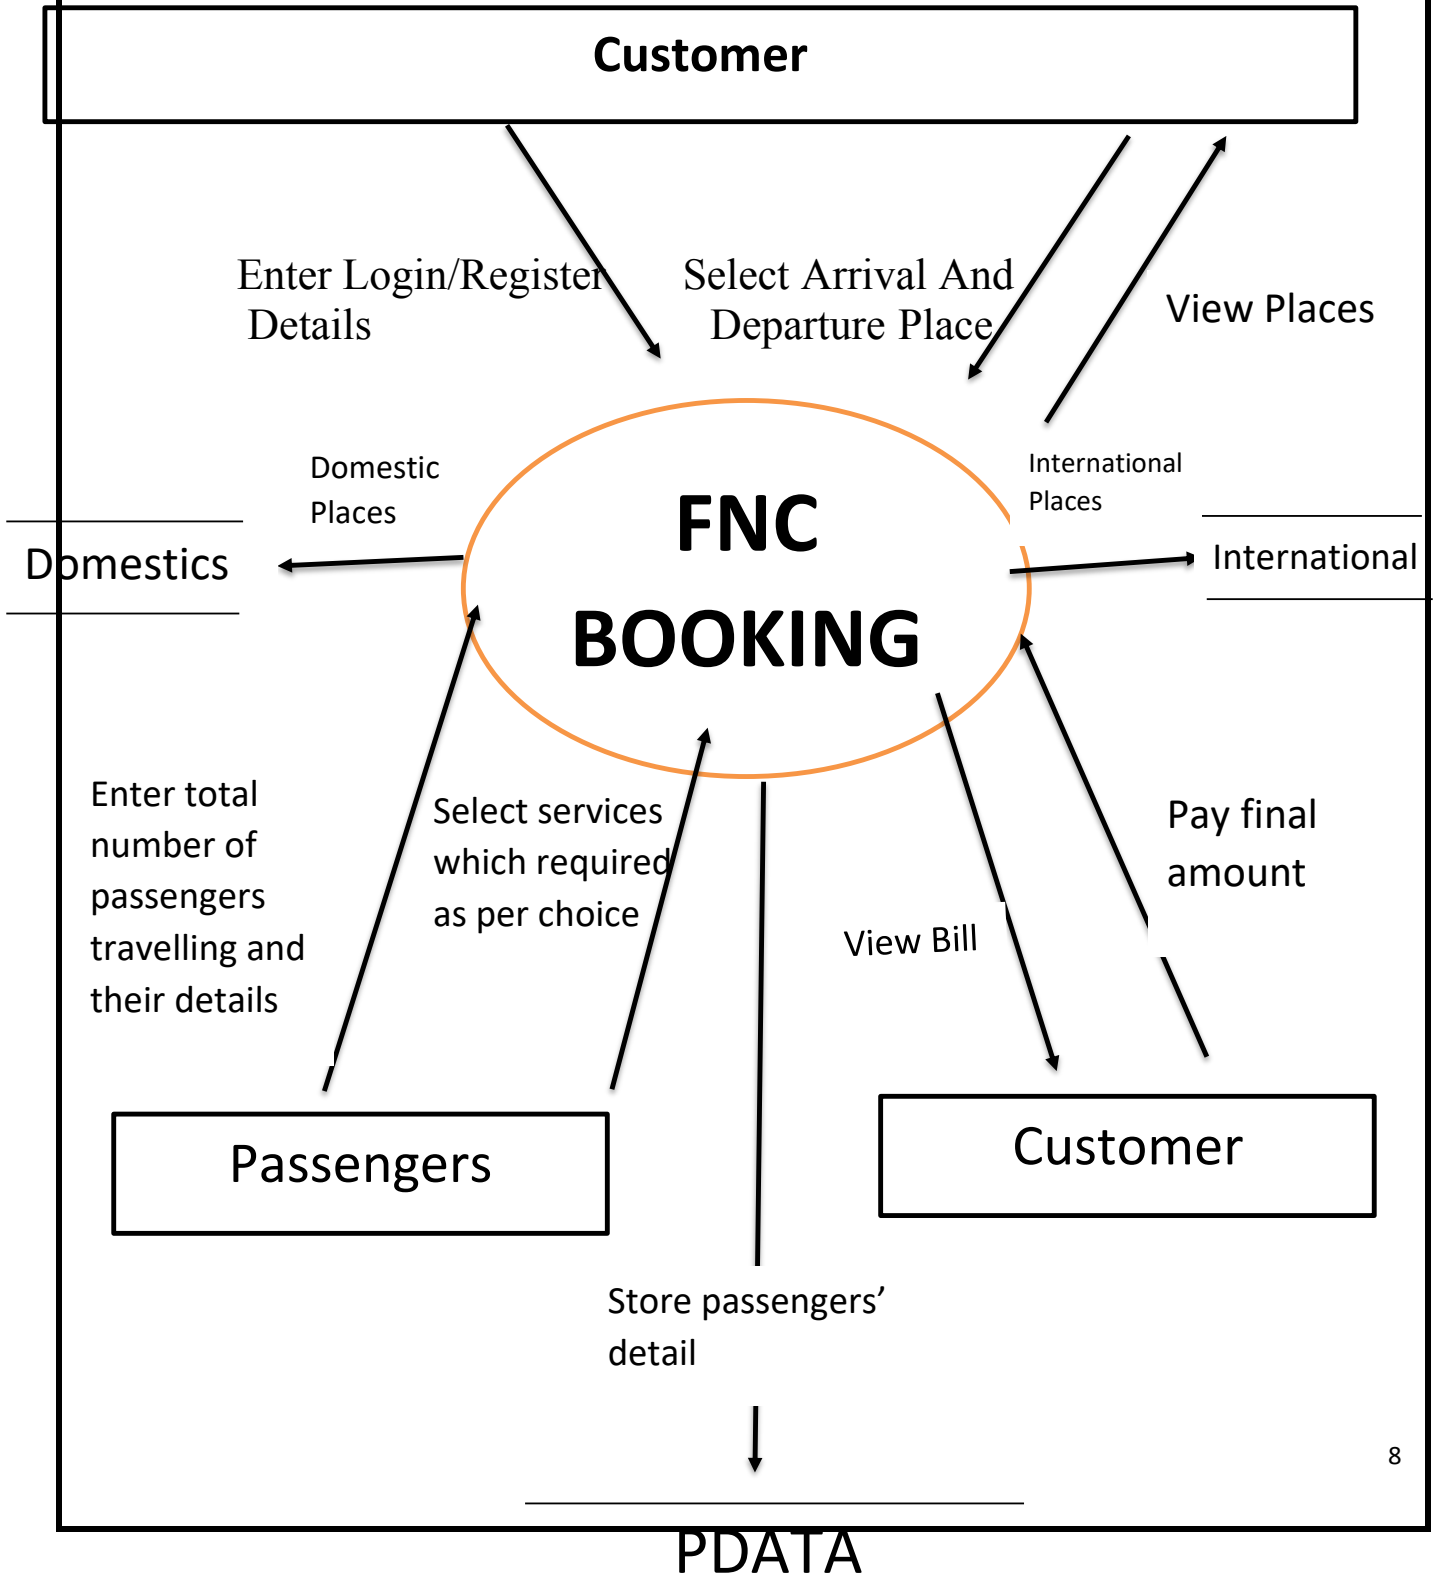 Customer
Enter Login/Register
Details
Select Arrival And
Departure Place
View Places
Domestic
Places
International
Places
FNC
BOOKING
Domestics
International
Enter total
number of
passengers
travelling and
their details
Select services
which required
as per choice
View Bill
Pay final
amount
Passengers
Customer
Store passengers’
detail
8
PDATA